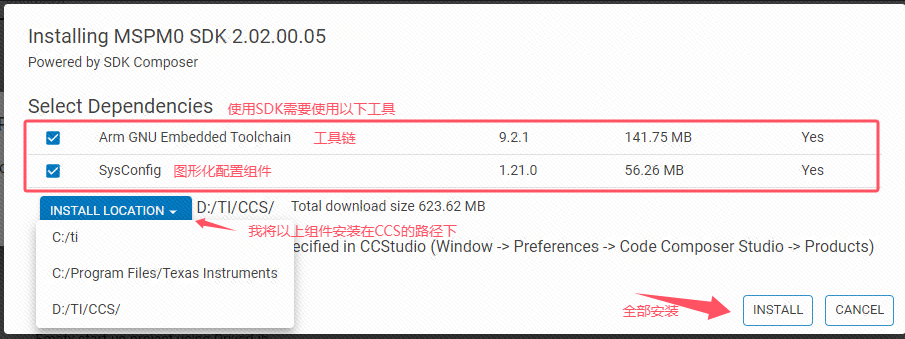 Installing MSPM0 SDK 2.02.00.05
Powered by SDK Composer
Select Dependencies 使用SDK需要使用以下工具
Arm GNU Embedded Toolchain 工具链 9.2.1 141.75 MB Yes
SysConfig 图形化配置组件 1.21.0 56.26 MB Yes
INSTALL LOCATION D:/TI/CCS/ Total download size 623.62 MB
我将以上组件安装在CCS的路径下
C:/ti
ecified in CCStudio (Window -> Preferences -> Code Composer Studio -> Products)
C:/Program Files/Texas Instruments
D:/TI/CCS/
全部安装 INSTALL CANCEL